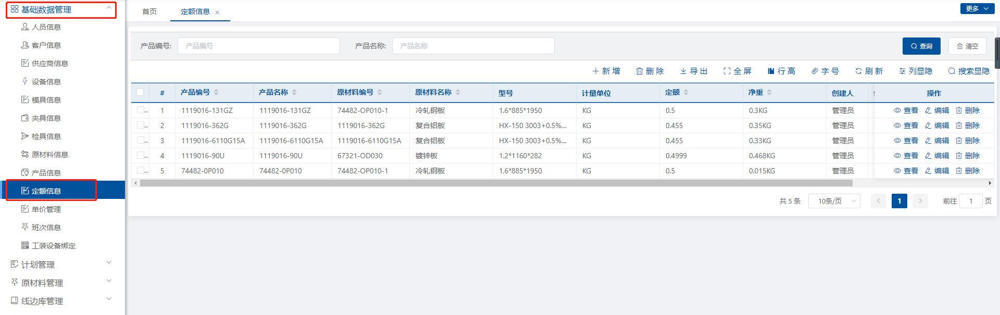 基础数据管理
人员信息
客户信息
供应商信息
设备信息
模具信息
夹具信息
检具信息
原材料信息
产品信息
定额信息
单价管理
班次信息
工装设备绑定
计划管理
原材料管理
线边库管理
首页 定额信息 ×
更多
产品编号: 产品编号 产品名称: 产品名称 查询 清空
新 增 删 除 导 出 全 屏 行 高 字 号 刷 新 列显隐 搜索显隐
# 产品编号 产品名称 原材料编号 原材料名称 型号 计量单位 定额 净重 创建人 操作
1 1119016-131GZ 1119016-131GZ 74482-OP010-1 冷轧钢板 1.6*885*1950 KG 0.5 0.3KG 管理员 查看 编辑 删除
2 1119016-362G 1119016-362G 1119016-362G 复合铝板 HX-150 3003+0.5%... KG 0.455 0.35KG 管理员 查看 编辑 删除
3 1119016-6110G15A 1119016-6110G15A 1119016-6110G15A 复合铝板 HX-150 3003+0.5%... KG 0.455 0.33KG 管理员 查看 编辑 删除
4 1119016-90U 1119016-90U 67321-OD030 镀锌板 1.2*1160*282 KG 0.4999 0.468KG 管理员 查看 编辑 删除
5 74482-0P010 74482-0P010 74482-OP010-1 冷轧钢板 1.6*885*1950 KG 0.5 0.015KG 管理员 查看 编辑 删除
共 5 条 10条/页 1 前往 1 页